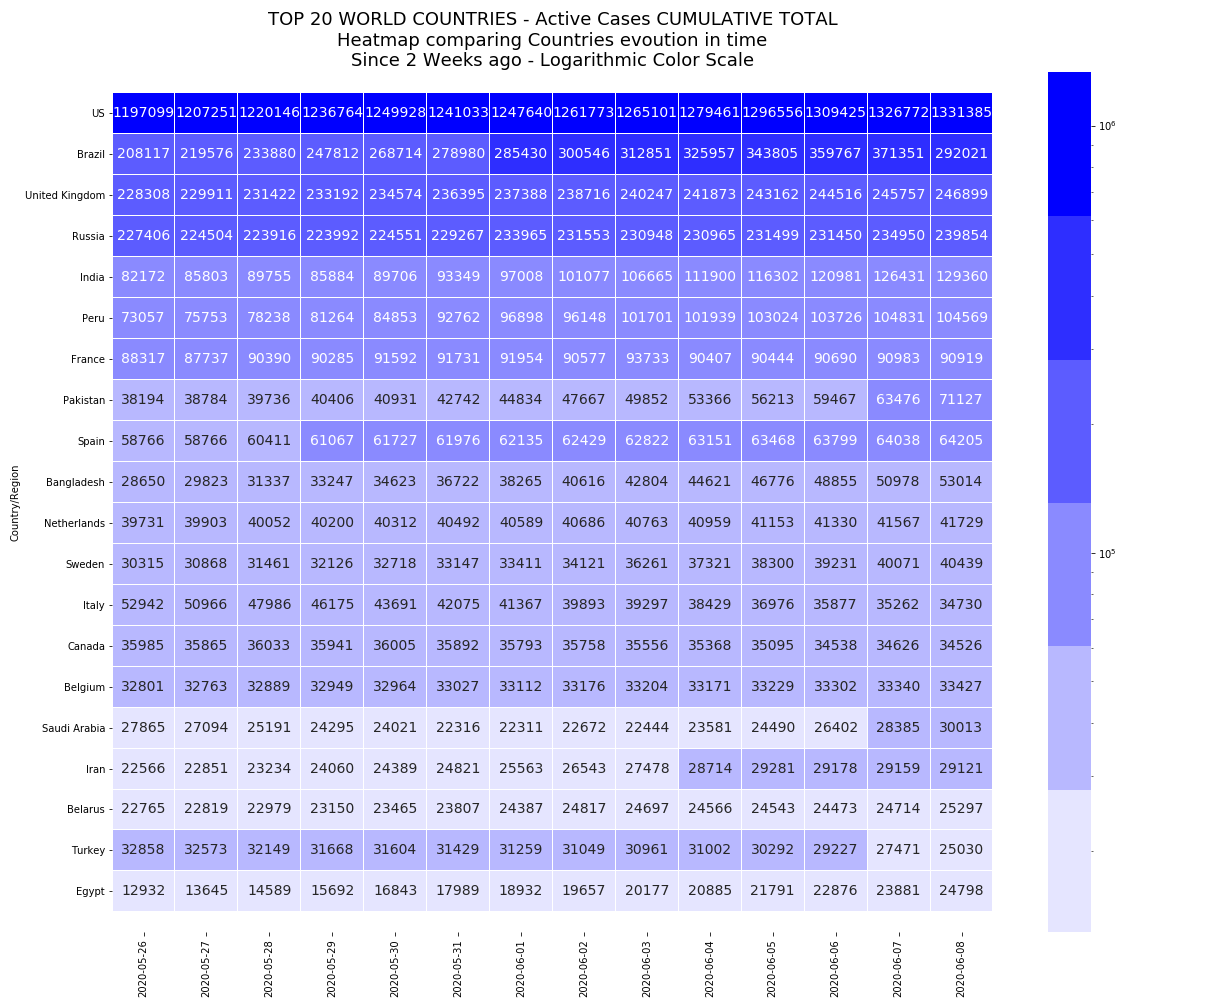 TOP 20 WORLD COUNTRIES - Active Cases CUMULATIVE TOTAL
Heatmap comparing Countries evoution in time
Since 2 Weeks ago - Logarithmic Color Scale
US 1197099 1207251 1220146 1236764 1249928 1241033 1247640 1261773 1265101 1279461 1296556 1309425 1326772 1331385
Brazil 208117 219576 233880 247812 268714 278980 285430 300546 312851 325957 343805 359767 371351 292021
United Kingdom 228308 229911 231422 233192 234574 236395 237388 238716 240247 241873 243162 244516 245757 246899
Russia 227406 224504 223916 223992 224551 229267 233965 231553 230948 230965 231499 231450 234950 239854
India 82172 85803 89755 85884 89706 93349 97008 101077 106665 111900 116302 120981 126431 129360
Peru 73057 75753 78238 81264 84853 92762 96898 96148 101701 101939 103024 103726 104831 104569
France 88317 87737 90390 90285 91592 91731 91954 90577 93733 90407 90444 90690 90983 90919
Pakistan 38194 38784 39736 40406 40931 42742 44834 47667 49852 53366 56213 59467 63476 71127
Spain 58766 58766 60411 61067 61727 61976 62135 62429 62822 63151 63468 63799 64038 64205
Bangladesh 28650 29823 31337 33247 34623 36722 38265 40616 42804 44621 46776 48855 50978 53014
Netherlands 39731 39903 40052 40200 40312 40492 40589 40686 40763 40959 41153 41330 41567 41729
Sweden 30315 30868 31461 32126 32718 33147 33411 34121 36261 37321 38300 39231 40071 40439
Italy 52942 50966 47986 46175 43691 42075 41367 39893 39297 38429 36976 35877 35262 34730
Canada 35985 35865 36033 35941 36005 35892 35793 35758 35556 35368 35095 34538 34626 34526
Belgium 32801 32763 32889 32949 32964 33027 33112 33176 33204 33171 33229 33302 33340 33427
Saudi Arabia 27865 27094 25191 24295 24021 22316 22311 22672 22444 23581 24490 26402 28385 30013
Iran 22566 22851 23234 24060 24389 24821 25563 26543 27478 28714 29281 29178 29159 29121
Belarus 22765 22819 22979 23150 23465 23807 24387 24817 24697 24566 24543 24473 24714 25297
Turkey 32858 32573 32149 31668 31604 31429 31259 31049 30961 31002 30292 29227 27471 25030
Egypt 12932 13645 14589 15692 16843 17989 18932 19657 20177 20885 21791 22876 23881 24798
2020-05-26 2020-05-27 2020-05-28 2020-05-29 2020-05-30 2020-05-31 2020-06-01 2020-06-02 2020-06-03 2020-06-04 2020-06-05 2020-06-06 2020-06-07 2020-06-08
Country/Region
10⁶
10⁵